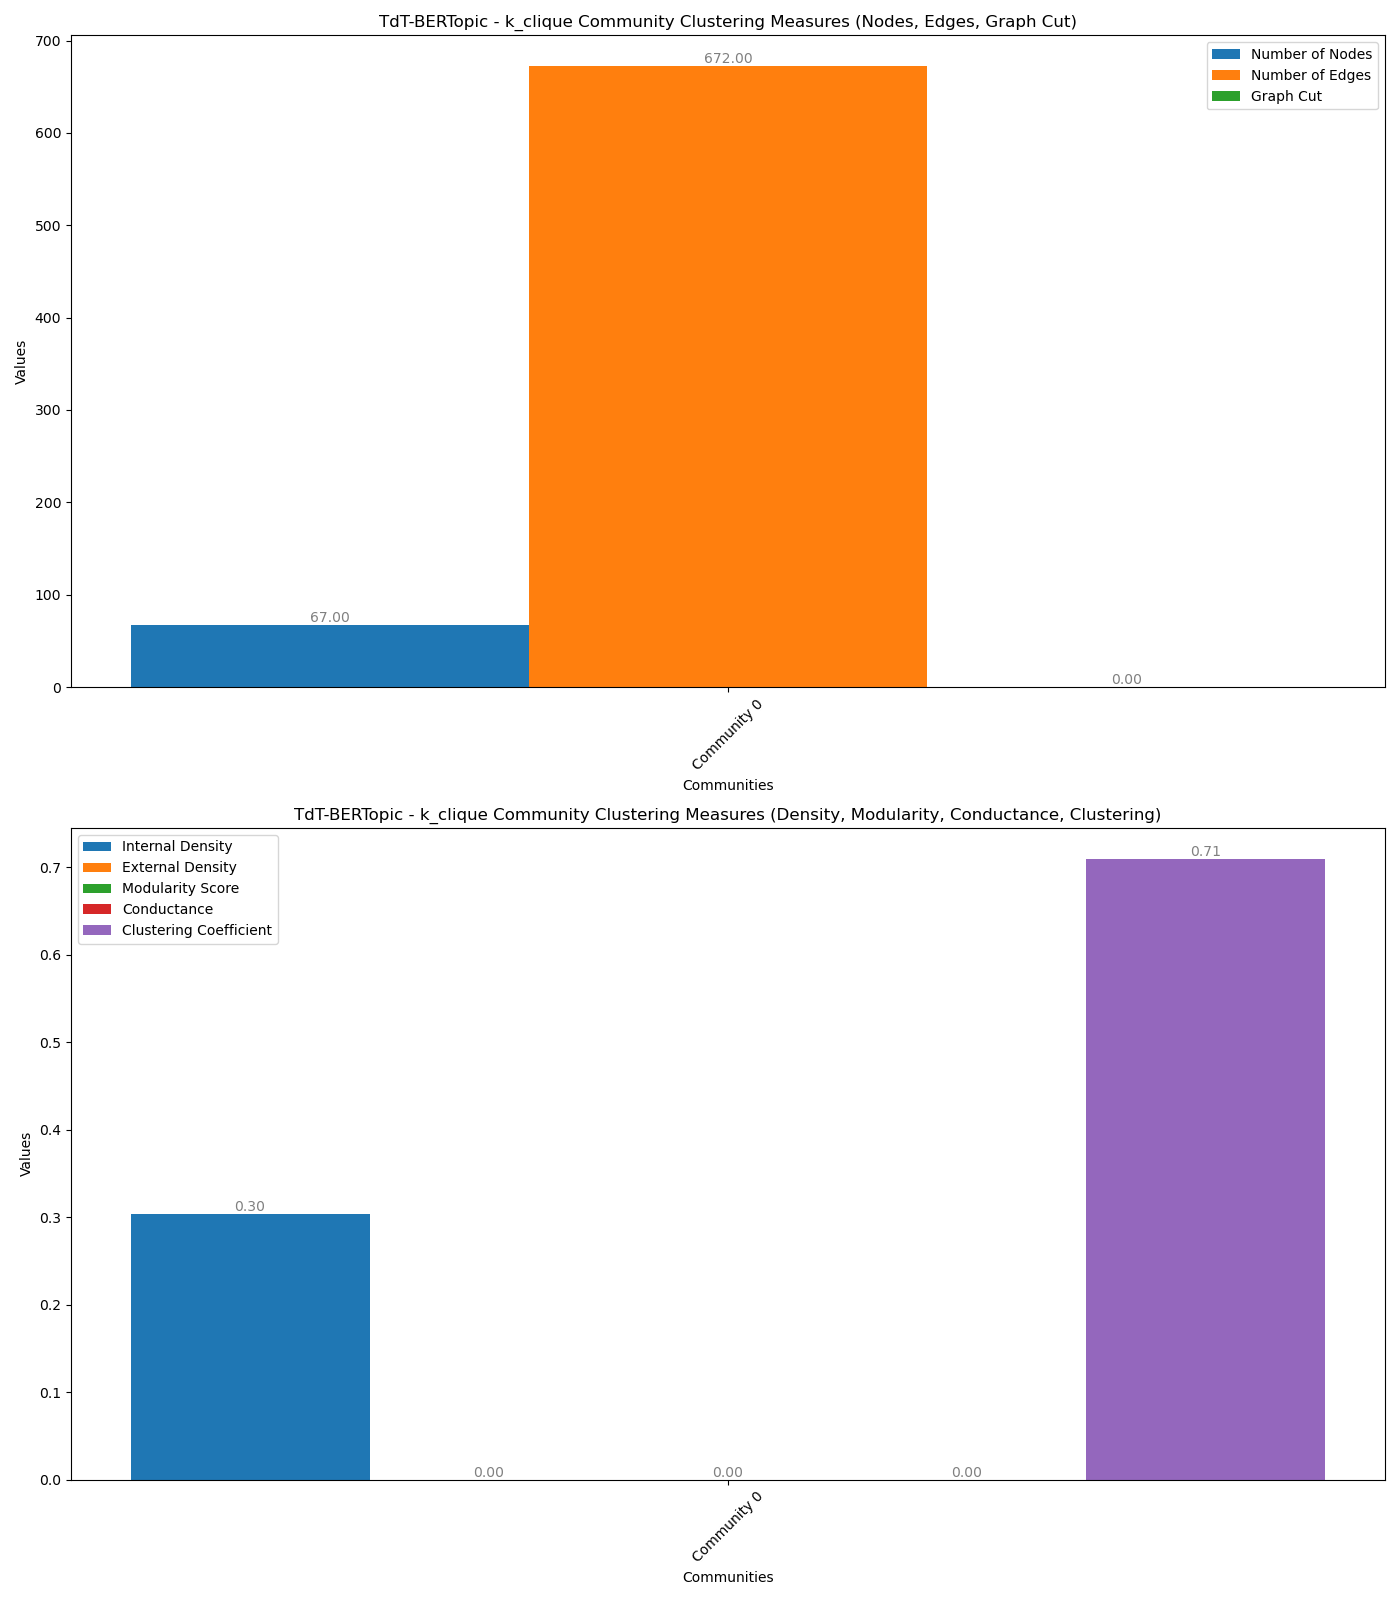 TdT-BERTopic - k_clique Community Clustering Measures (Nodes, Edges, Graph Cut)
700
600
500
400
300
200
100
0
Values
67.00
672.00
0.00
Number of Nodes
Number of Edges
Graph Cut
Community 0
Communities
TdT-BERTopic - k_clique Community Clustering Measures (Density, Modularity, Conductance, Clustering)
Internal Density
External Density
Modularity Score
Conductance
Clustering Coefficient
0.7
0.6
0.5
0.4
0.3
0.2
0.1
0.0
Values
0.30
0.00
0.00
0.00
0.71
Community 0
Communities